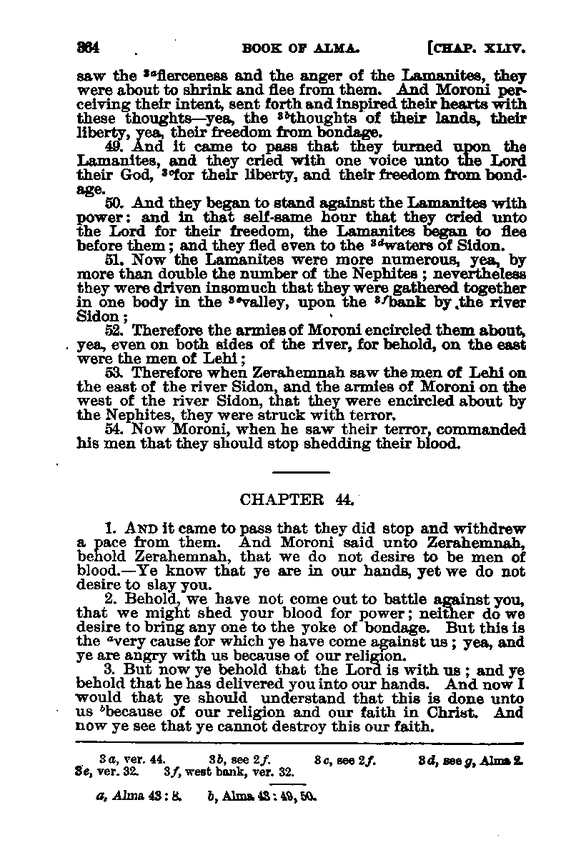 364 BOOK OF ALMA. [CHAP. XLIV.
saw the 3afierceness and the anger of the Lamanites, they
were about to shrink and flee from them. And Moroni per-
ceiving their intent, sent forth and inspired their hearts with
these thoughts—yea, the 3bthoughts of their lands, their
liberty, yea, their freedom from bondage.
49. And it came to pass that they turned upon the
Lamanites, and they cried with one voice unto the Lord
their God, 3cfor their liberty, and their freedom from bond-
age.
50. And they began to stand against the Lamanites with
power: and in that self-same hour that they cried unto
the Lord for their freedom, the Lamanites began to flee
before them; and they fled even to the 3dwaters of Sidon.
51. Now the Lamanites were more numerous, yea, by
more than double the number of the Nephites; nevertheless
they were driven insomuch that they were gathered together
in one body in the 3evalley, upon the 3fbank by the river
Sidon;
52. Therefore the armies of Moroni encircled them about,
yea, even on both sides of the river, for behold, on the east
were the men of Lehi;
53. Therefore when Zerahemnah saw the men of Lehi on
the east of the river Sidon, and the armies of Moroni on the
west of the river Sidon, that they were encircled about by
the Nephites, they were struck with terror.
54. Now Moroni, when he saw their terror, commanded
his men that they should stop shedding their blood.
CHAPTER 44.
1. AND it came to pass that they did stop and withdrew
a pace from them. And Moroni said unto Zerahemnah,
behold Zerahemnah, that we do not desire to be men of
blood.—Ye know that ye are in our hands, yet we do not
desire to slay you.
2. Behold, we have not come out to battle against you,
that we might shed your blood for power; neither do we
desire to bring any one to the yoke of bondage. But this is
the avery cause for which ye have come against us; yea, and
ye are angry with us because of our religion.
3. But now ye behold that the Lord is with us; and ye
behold that he has delivered you into our hands. And now I
would that ye should understand that this is done unto
us bbecause of our religion and our faith in Christ. And
now ye see that ye cannot destroy this our faith.
3a, ver. 44. 3b, see 2f. 3c, see 2f. 3d, see g, Alma 2.
3e, ver. 32. 3f, west bank, ver. 32.
a, Alma 43:8. b, Alma 43:49, 50.